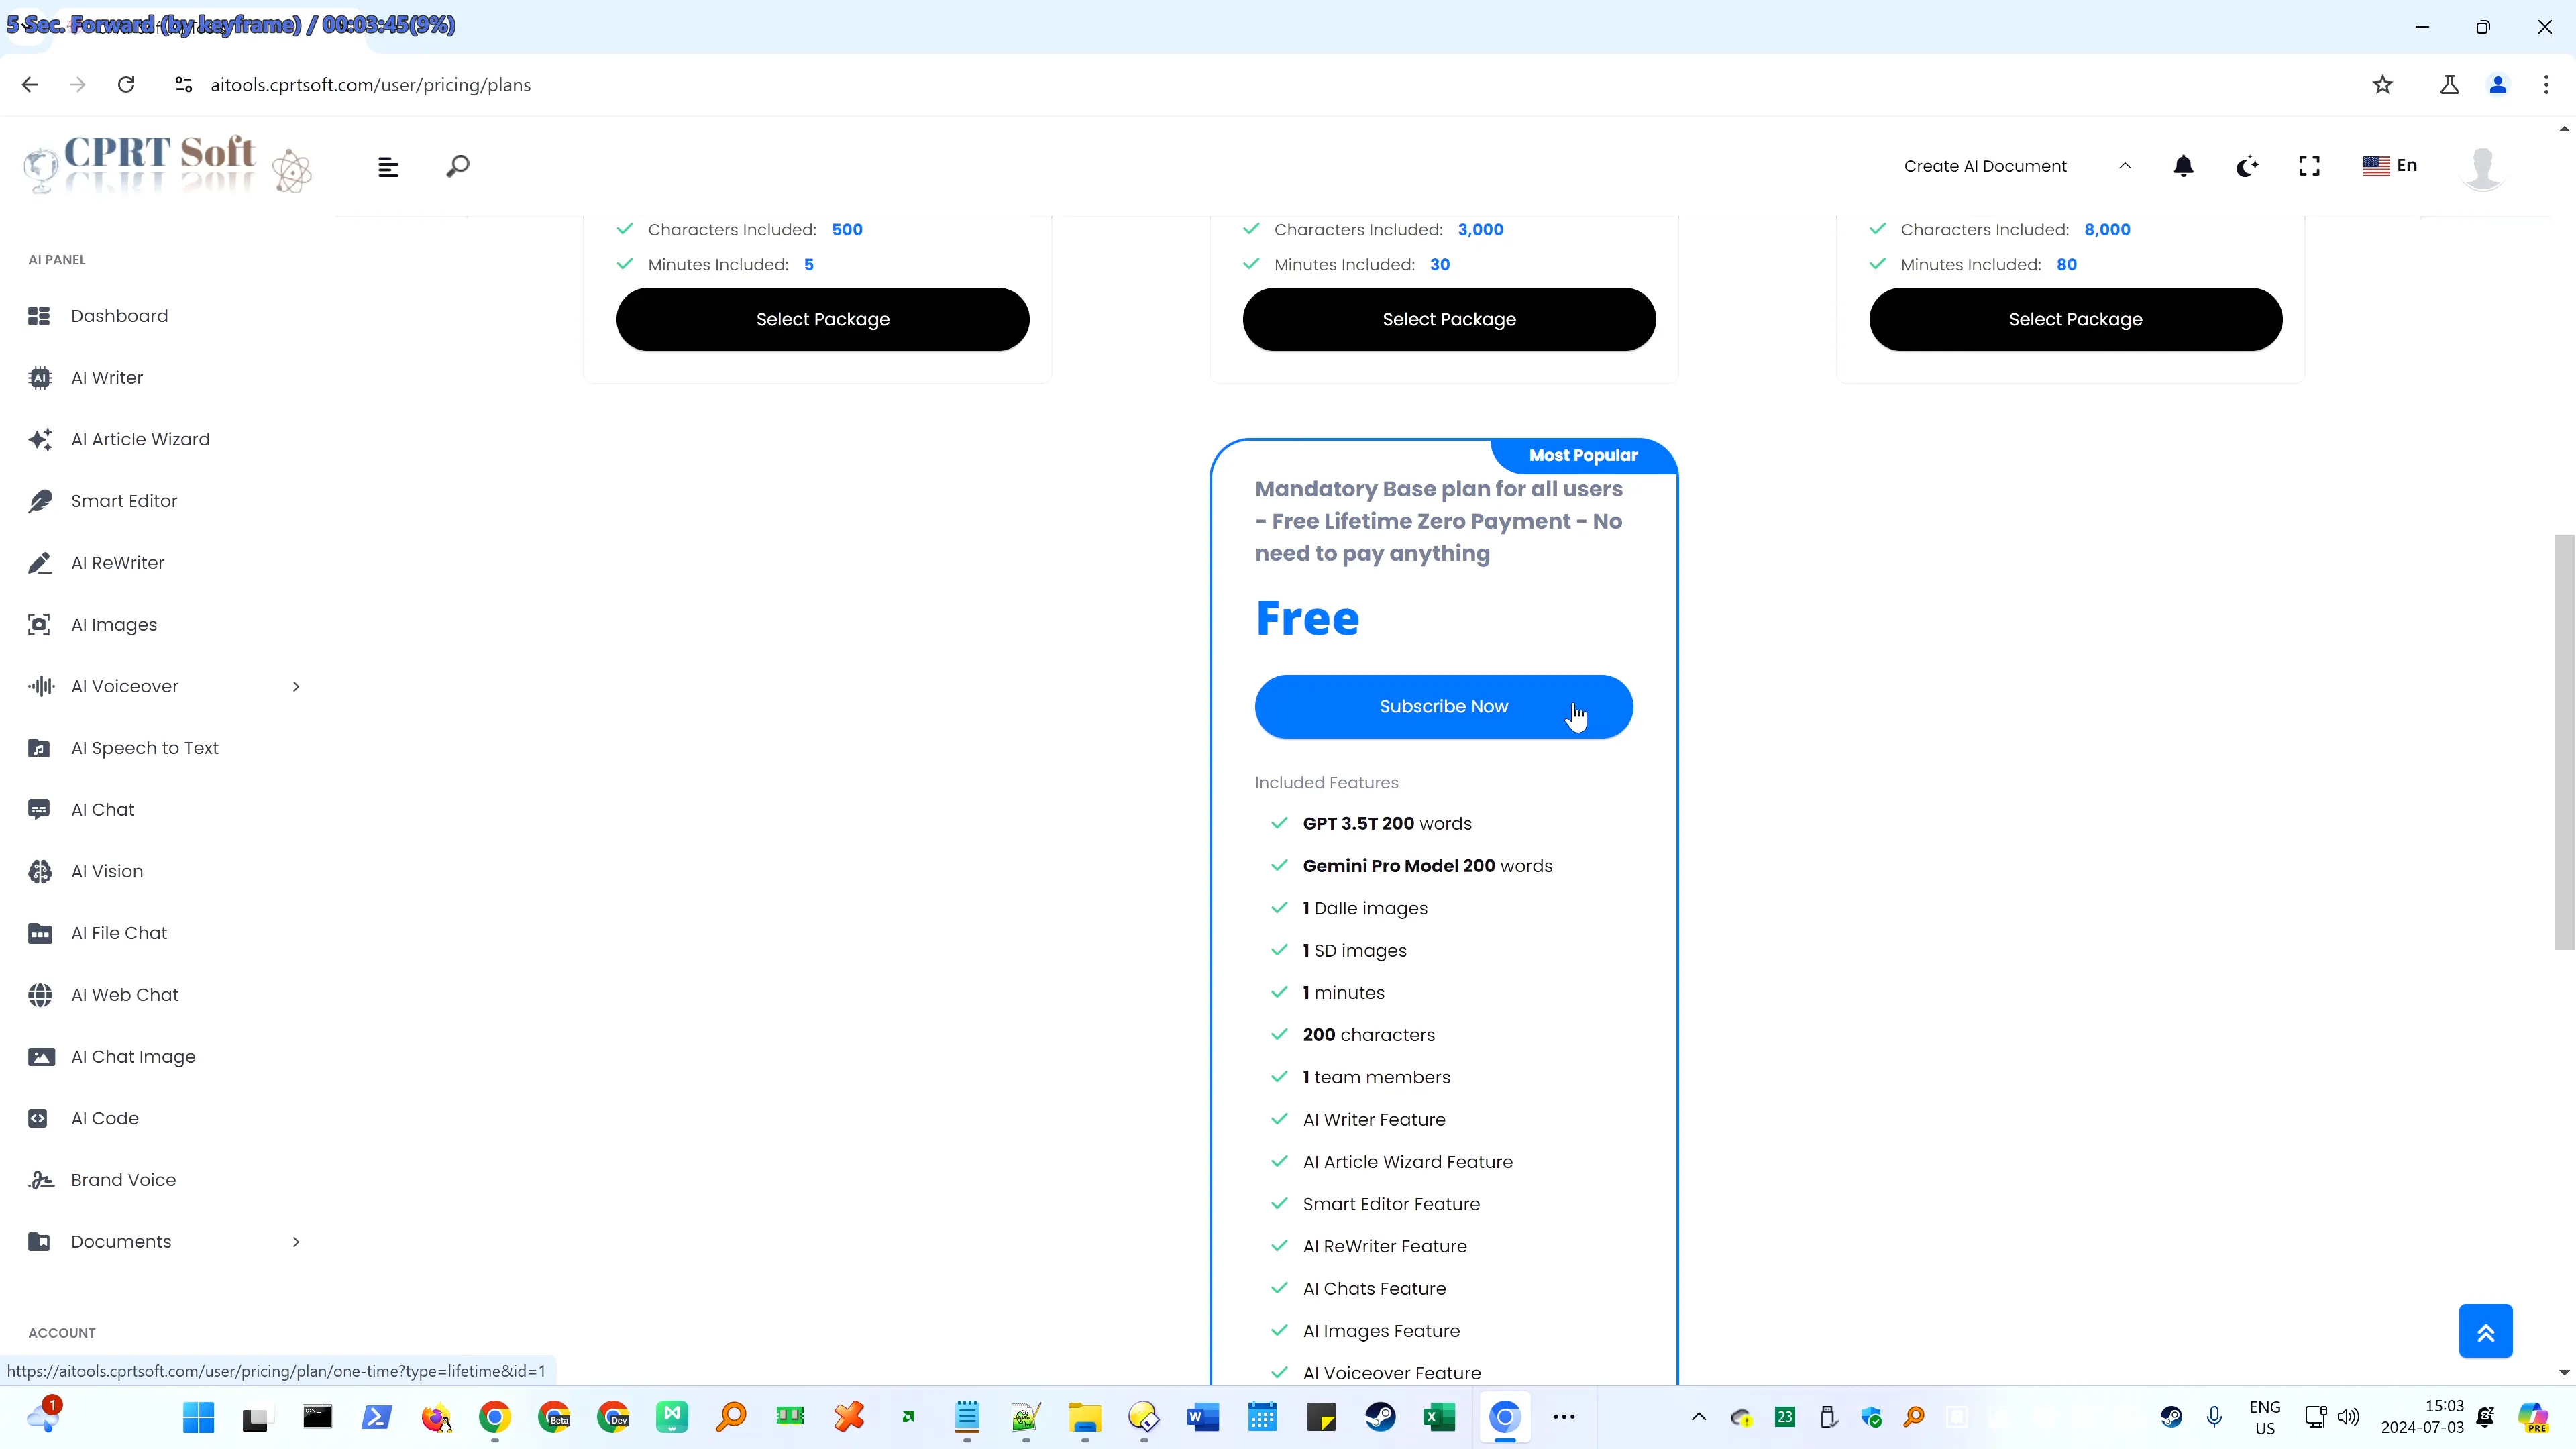 5 Sec. Forward (by keyframe) / 00:03:45(9%)
aitools.cprtsoft.com/user/pricing/plans
CPRT Soft
Create AI Document
En
AI PANEL
Dashboard
AI Writer
AI Article Wizard
Smart Editor
AI ReWriter
AI Images
AI Voiceover
AI Speech to Text
AI Chat
AI Vision
AI File Chat
AI Web Chat
AI Chat Image
AI Code
Brand Voice
Documents
ACCOUNT
Characters Included: 500
Minutes Included: 5
Select Package
Characters Included: 3,000
Minutes Included: 30
Select Package
Characters Included: 8,000
Minutes Included: 80
Select Package
Most Popular
Mandatory Base plan for all users
- Free Lifetime Zero Payment - No
need to pay anything
Free
Subscribe Now
Included Features
GPT 3.5T 200 words
Gemini Pro Model 200 words
1 Dalle images
1 SD images
1 minutes
200 characters
1 team members
AI Writer Feature
AI Article Wizard Feature
Smart Editor Feature
AI ReWriter Feature
AI Chats Feature
AI Images Feature
AI Voiceover Feature
https://aitools.cprtsoft.com/user/pricing/plan/one-time?type=lifetime&id=1
1
Beta
Dev
23
ENG
US
15:03
2024-07-03
PRE